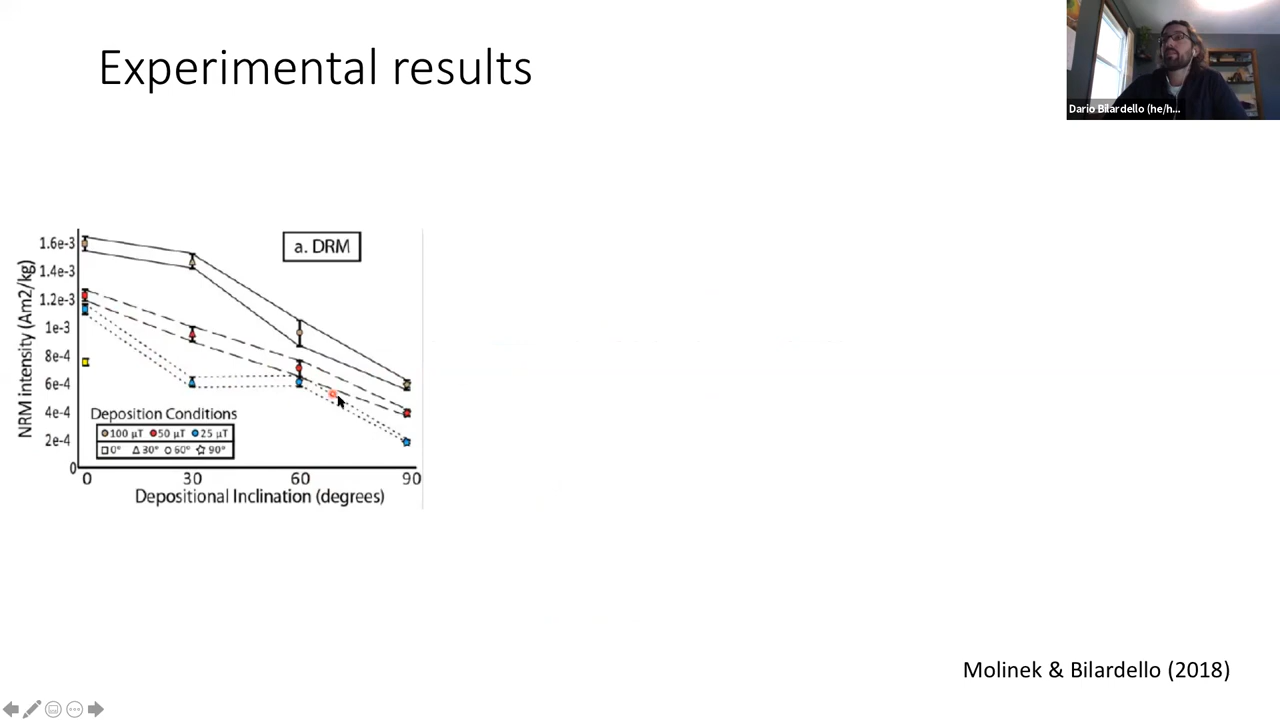 Experimental results
Dario Bilardello (he/h...
a. DRM
NRM intensity (Am2/kg)
1.6e-3
1.4e-3
1.2e-3
1e-3
8e-4
6e-4
4e-4
2e-4
0
Deposition Conditions
100 µT 50 µT 25 µT
0° 30° 60° 90°
0 30 60 90
Depositional Inclination (degrees)
Molinek & Bilardello (2018)